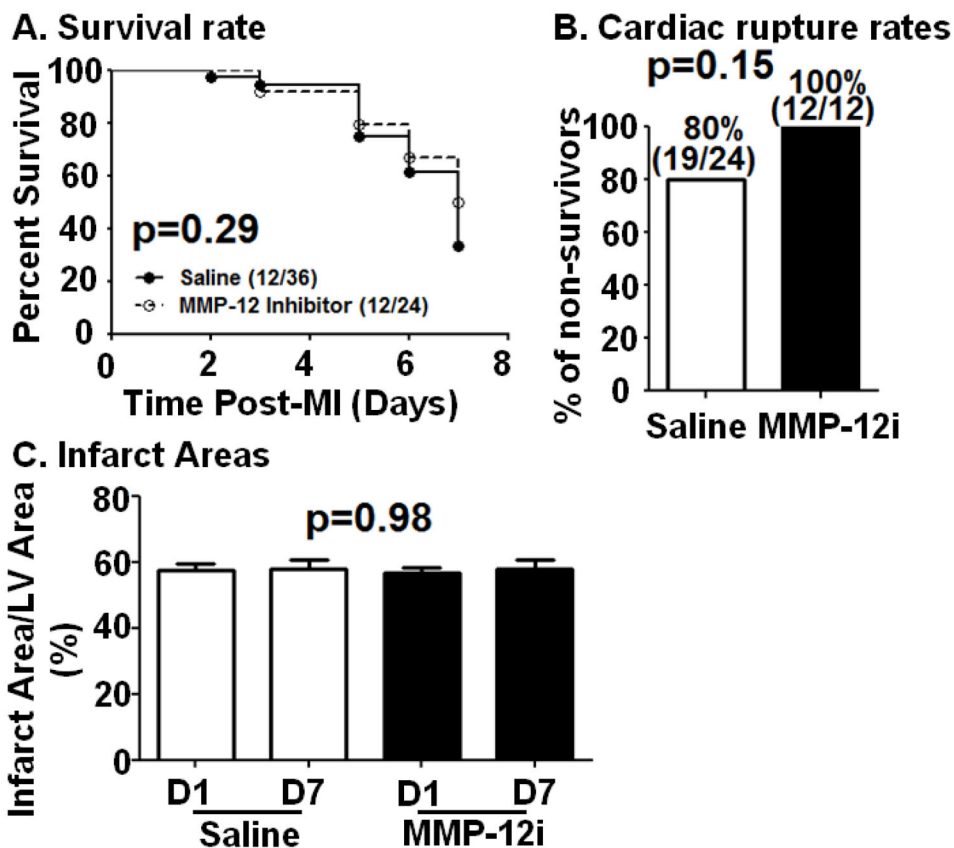 A. Survival rate
100
80
60
40
20
0
Percent Survival
p=0.29
Saline (12/36)
MMP-12 Inhibitor (12/24)
0 2 4 6 8
Time Post-MI (Days)
B. Cardiac rupture rates
p=0.15
100%
(12/12)
80%
(19/24)
100
80
60
40
20
0
% of non-survivors
Saline MMP-12i
C. Infarct Areas
80
60
40
20
0
Infarct Area/LV Area
(%)
p=0.98
D1 D7 D1 D7
Saline MMP-12i